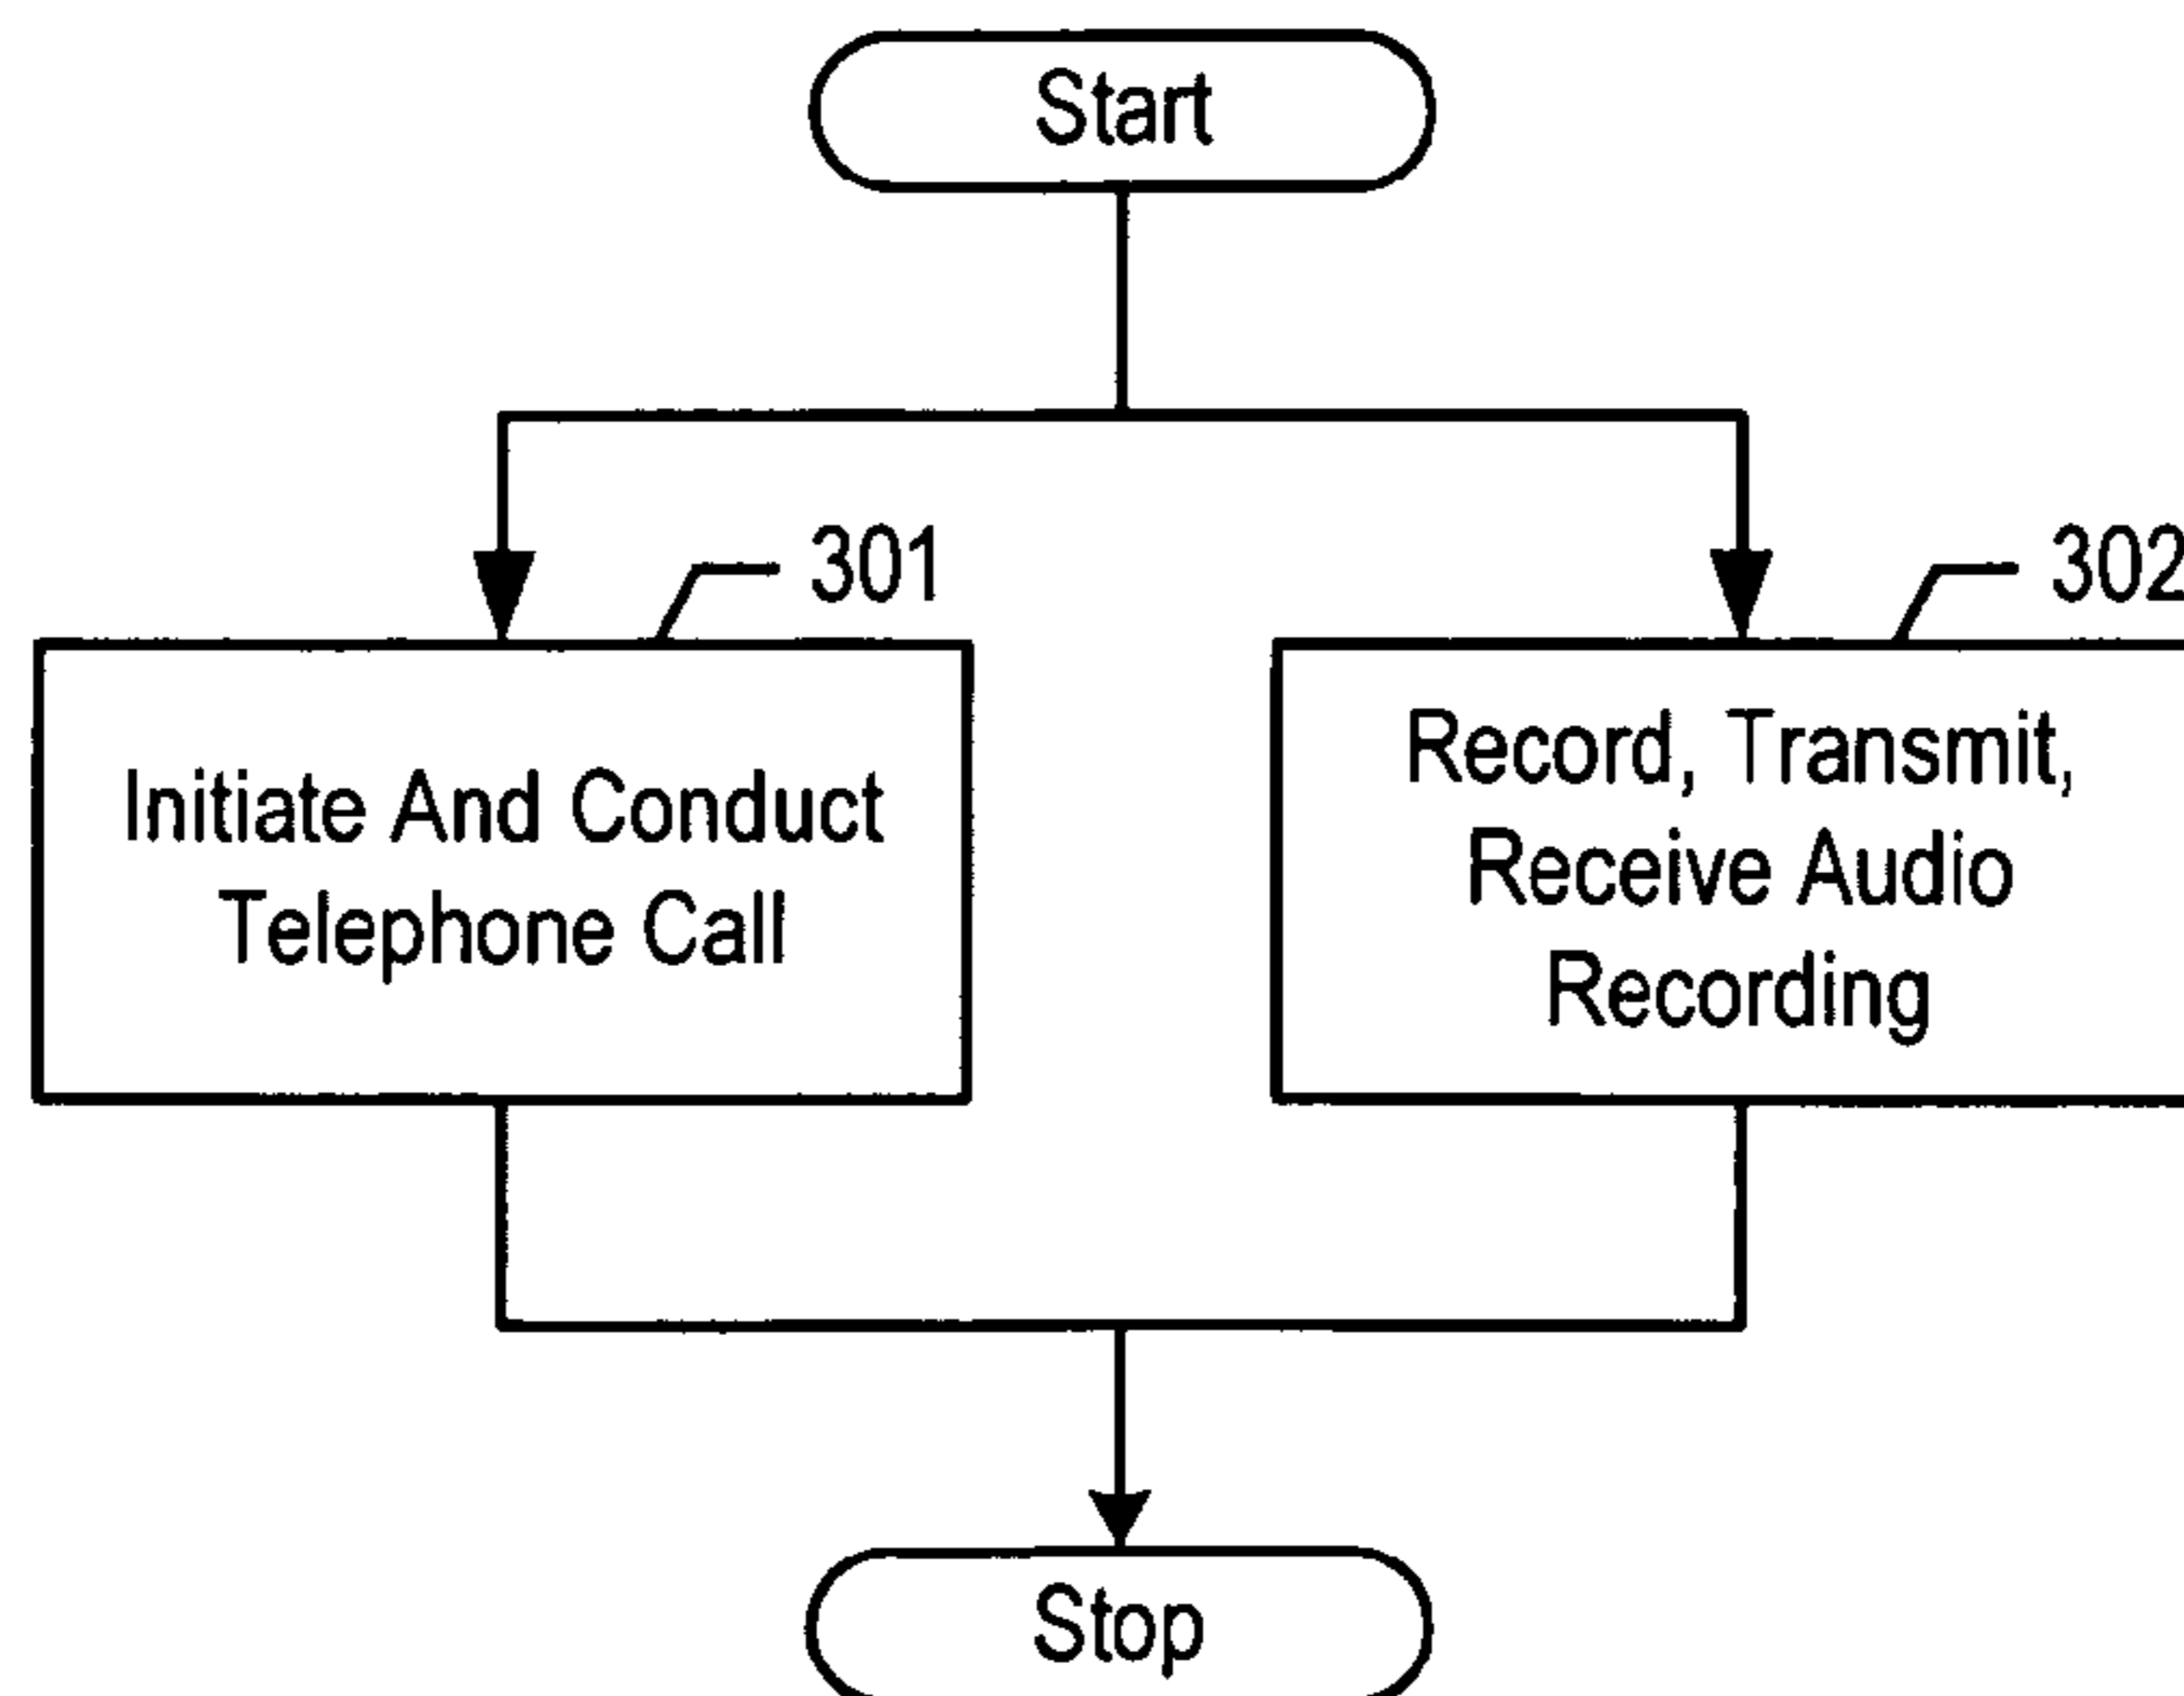 Start
301
302
Initiate And Conduct
Telephone Call
Record, Transmit,
Receive Audio
Recording
Stop